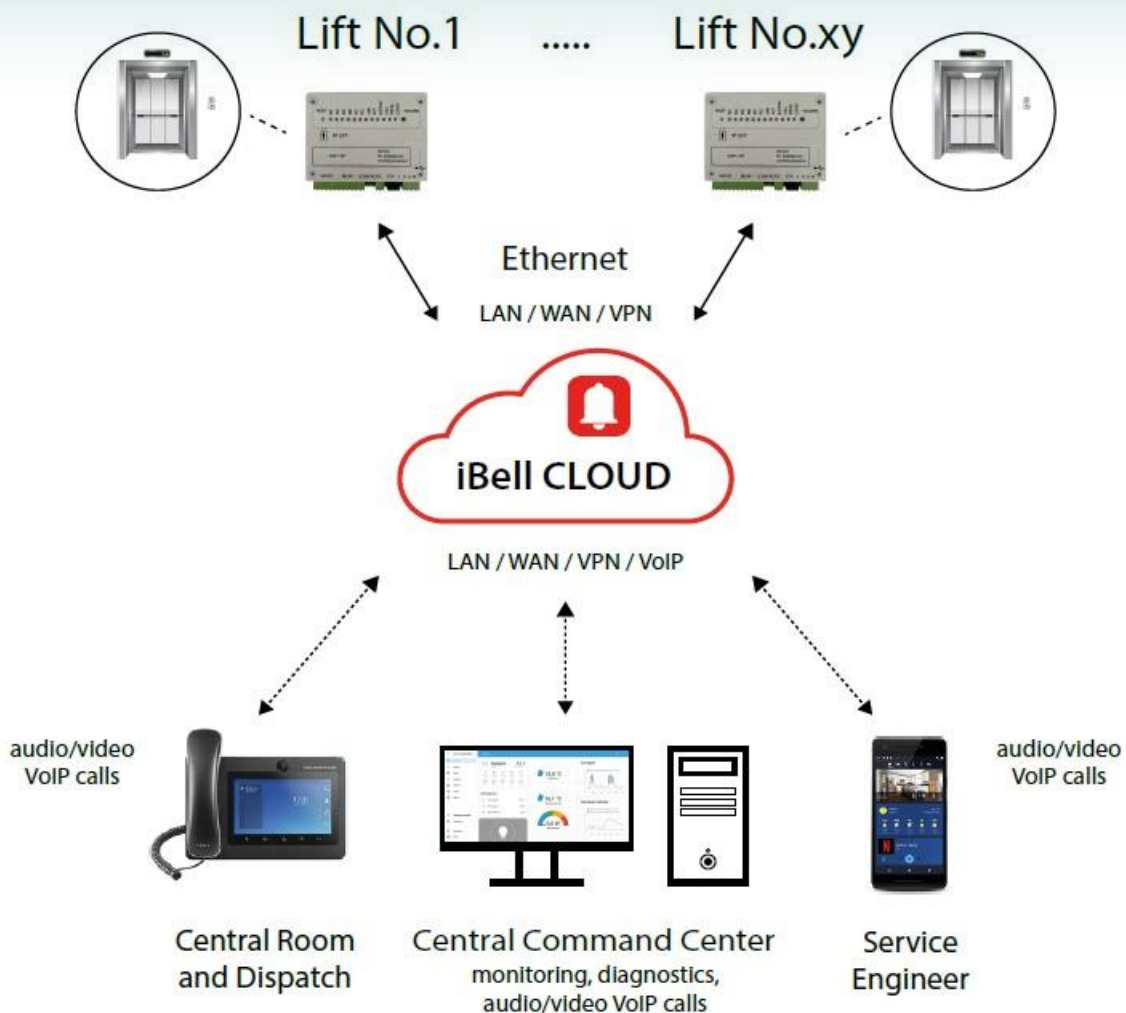 Lift No.1 ..... Lift No.xy
Ethernet
LAN / WAN / VPN
iBell CLOUD
LAN / WAN / VPN / VoIP
audio/video
VoIP calls
audio/video
VoIP calls
Central Room
and Dispatch
Central Command Center
monitoring, diagnostics,
audio/video VoIP calls
Service
Engineer